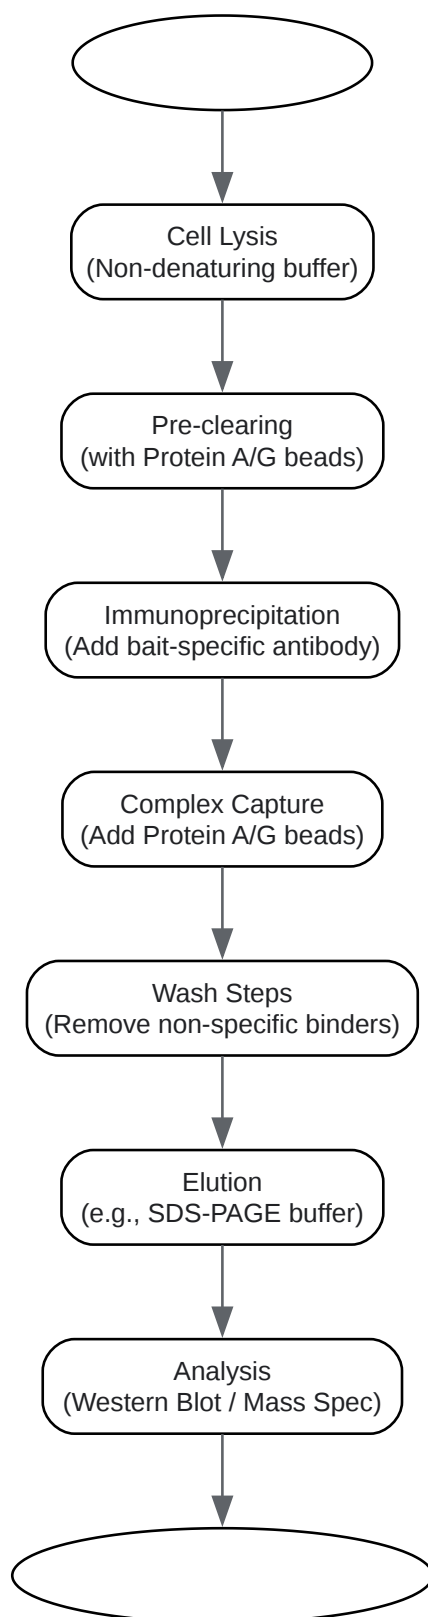 Cell Lysis
(Non-denaturing buffer)
Pre-clearing
(with Protein A/G beads)
Immunoprecipitation
(Add bait-specific antibody)
Complex Capture
(Add Protein A/G beads)
Wash Steps
(Remove non-specific binders)
Elution
(e.g., SDS-PAGE buffer)
Analysis
(Western Blot / Mass Spec)